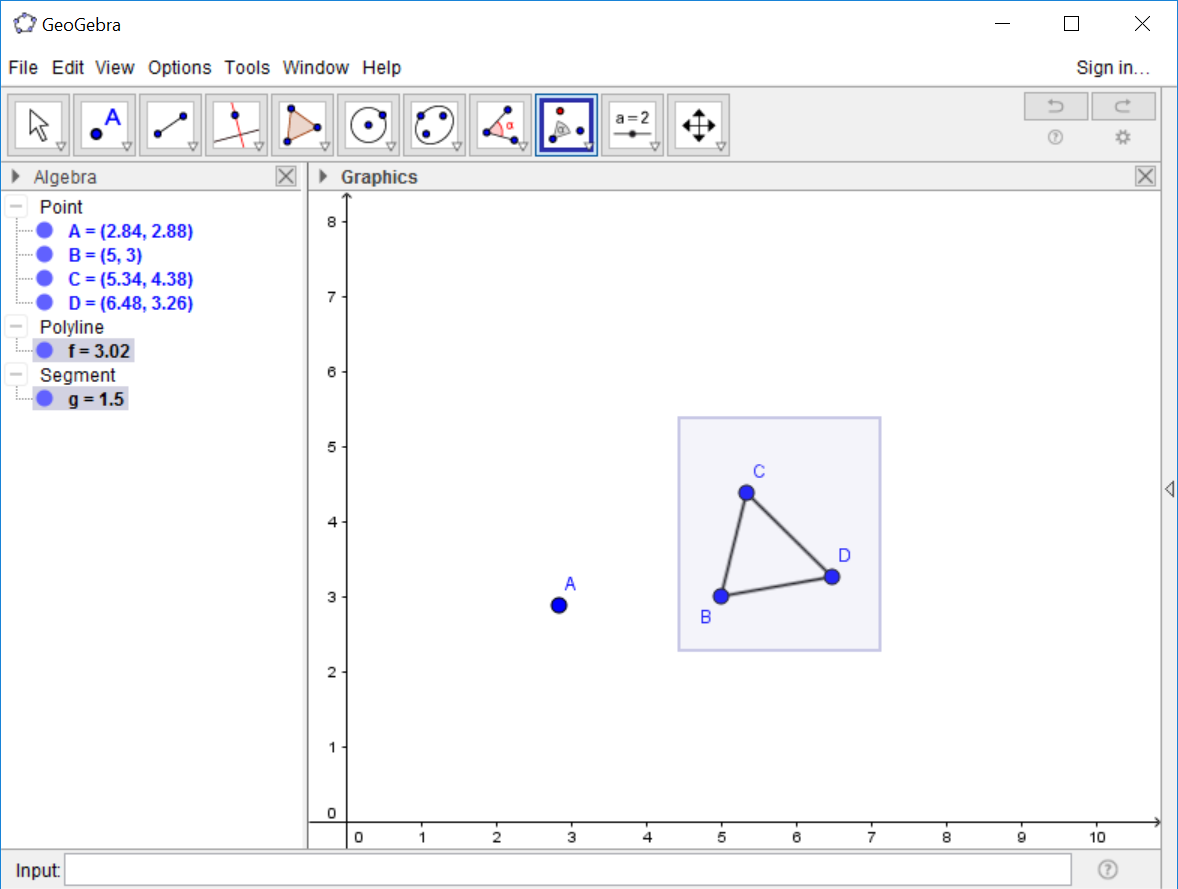 GeoGebra
File Edit View Options Tools Window Help Sign in...
A α α a = 2
Algebra
Graphics
Point
A = (2.84, 2.88)
B = (5, 3)
C = (5.34, 4.38)
D = (6.48, 3.26)
Polyline
f = 3.02
Segment
g = 1.5
8
7
6
5
C
4
D
A
3
B
2
1
0
0 1 2 3 4 5 6 7 8 9 10
Input: